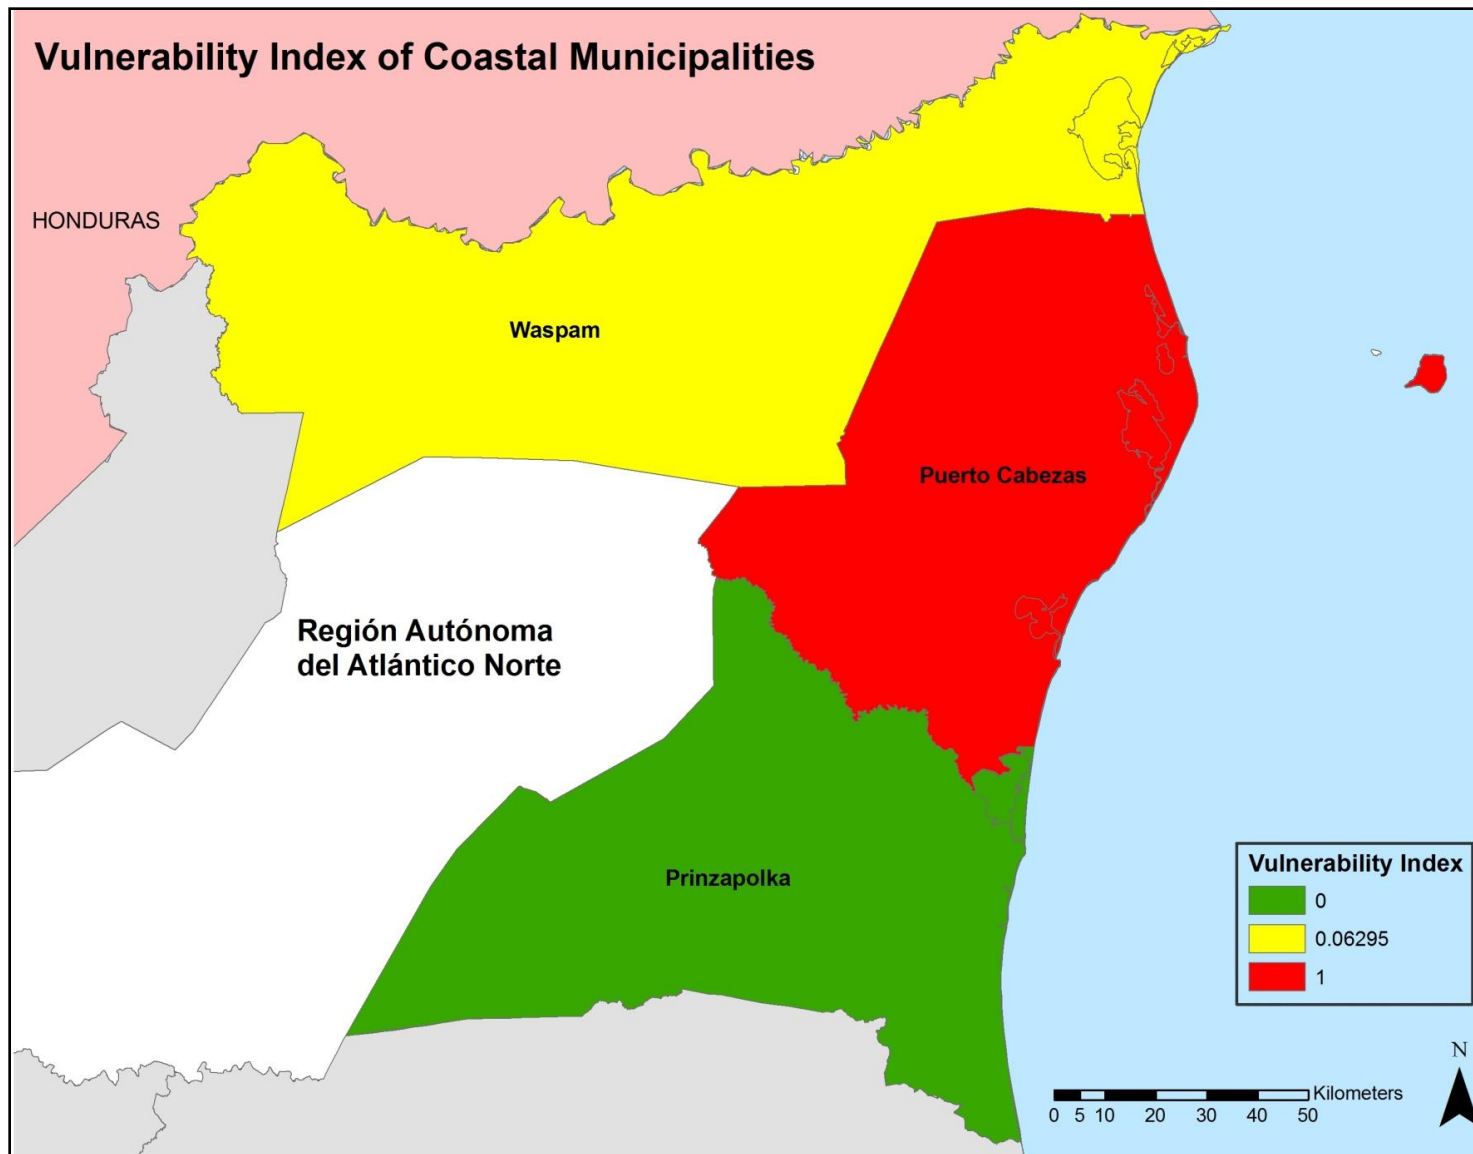 Vulnerability Index of Coastal Municipalities
HONDURAS
Waspam
Puerto Cabezas
Región Autónoma
del Atlántico Norte
Prinzapolka
Vulnerability Index
0
0.06295
1
N
Kilometers
0 5 10 20 30 40 50